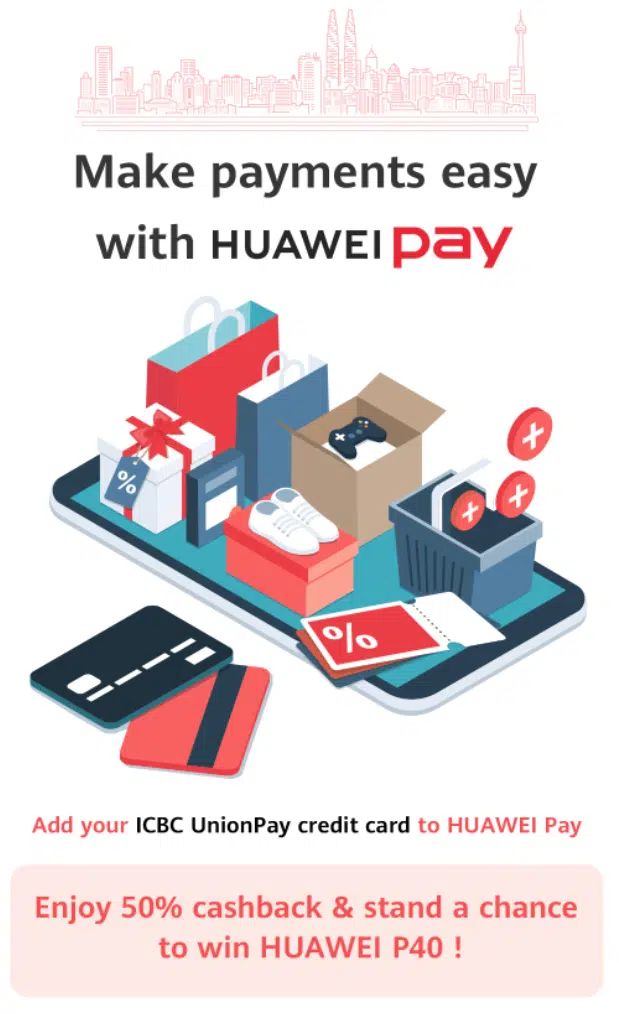 Make payments easy
with HUAWEI pay
%
%
Add your ICBC UnionPay credit card to HUAWEI Pay
Enjoy 50% cashback & stand a chance
to win HUAWEI P40 !